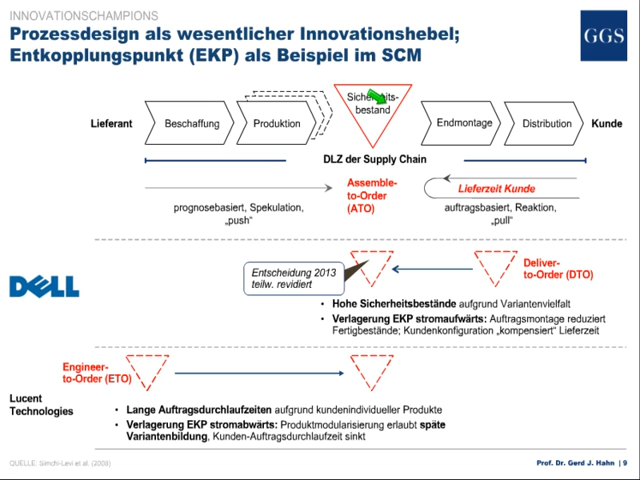 INNOVATIONSCHAMPIONS
Prozessdesign als wesentlicher Innovationshebel;
Entkopplungspunkt (EKP) als Beispiel im SCM
GGS
Lieferant
Beschaffung
Produktion
Sicherheits-
bestand
Endmontage
Distribution
Kunde
DLZ der Supply Chain
Assemble-
to-Order
(ATO)
Lieferzeit Kunde
prognosebasiert, Spekulation,
„push“
auftragsbasiert, Reaktion,
„pull“
DELL
Entscheidung 2013
teilw. revidiert
Deliver-
to-Order (DTO)
• Hohe Sicherheitsbestände aufgrund Variantenvielfalt
• Verlagerung EKP stromaufwärts: Auftragsmontage reduziert
Fertigbestände; Kundenkonfiguration „kompensiert“ Lieferzeit
Engineer-
to-Order (ETO)
Lucent
Technologies
• Lange Auftragsdurchlaufzeiten aufgrund kundenindividueller Produkte
• Verlagerung EKP stromabwärts: Produktmodularisierung erlaubt späte
Variantenbildung, Kunden-Auftragsdurchlaufzeit sinkt
QUELLE: Simchi-Levi et al. (2008)
Prof. Dr. Gerd J. Hahn | 9